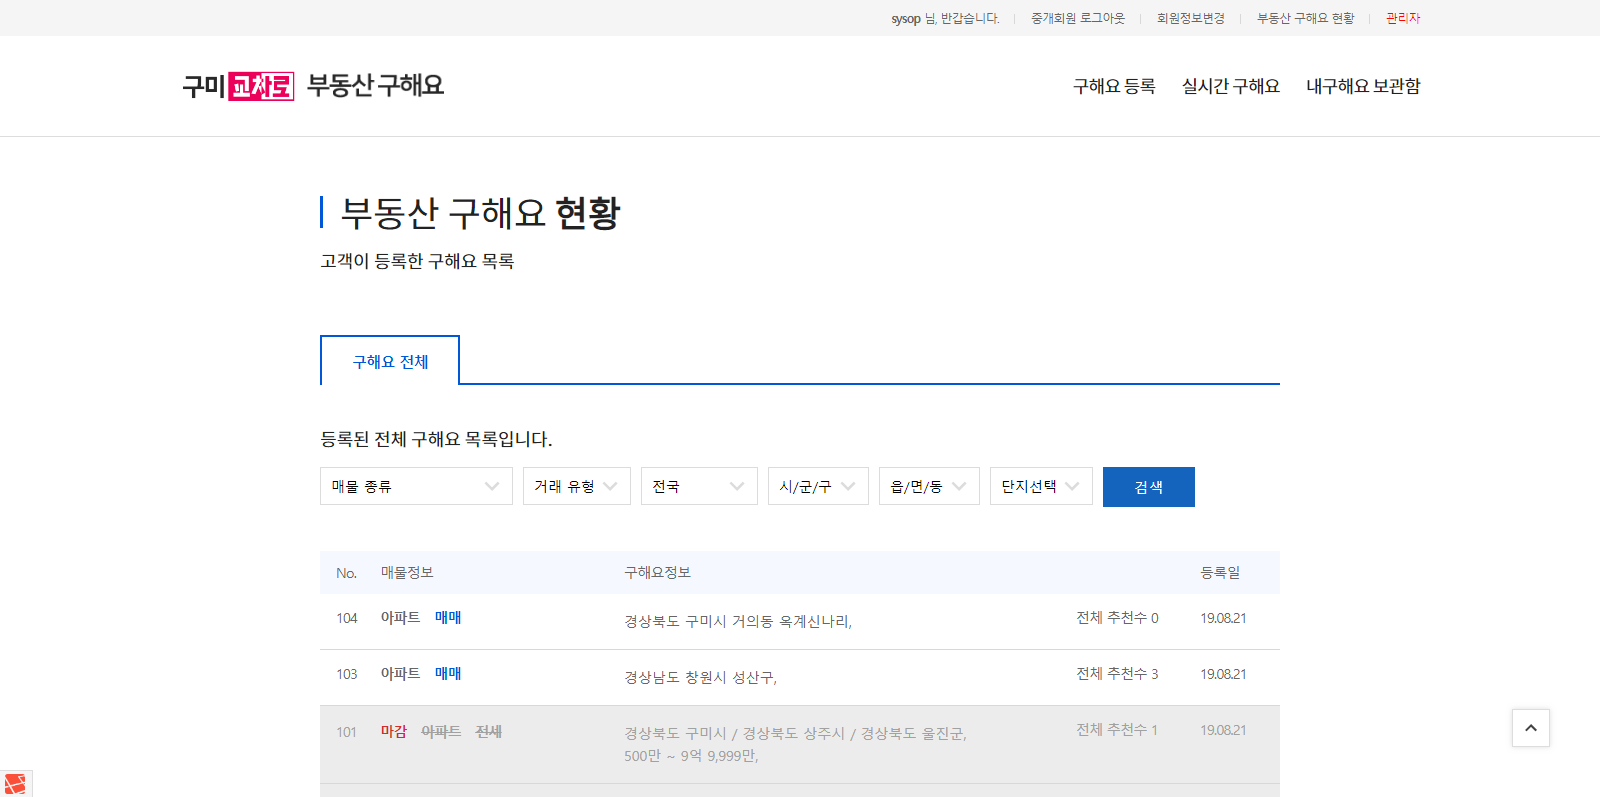 sysop 님, 반갑습니다. 중개회원 로그아웃 회원정보변경 부동산 구해요 현황 관리자
구미 교차로 부동산 구해요 구해요 등록 실시간 구해요 내구해요 보관함
부동산 구해요 현황
고객이 등록한 구해요 목록
구해요 전체
등록된 전체 구해요 목록입니다.
매물 종류 거래 유형 전국 시/군/구 읍/면/동 단지선택 검색
No. 매물정보 구해요정보 등록일
104 아파트 매매 경상북도 구미시 거의동 옥계신나리, 전체 추천수 0 19.08.21
103 아파트 매매 경상남도 창원시 성산구, 전체 추천수 3 19.08.21
101 마감 아파트 전세 경상북도 구미시 / 경상북도 상주시 / 경상북도 울진군, 전체 추천수 1 19.08.21
500만 ~ 9억 9,999만,